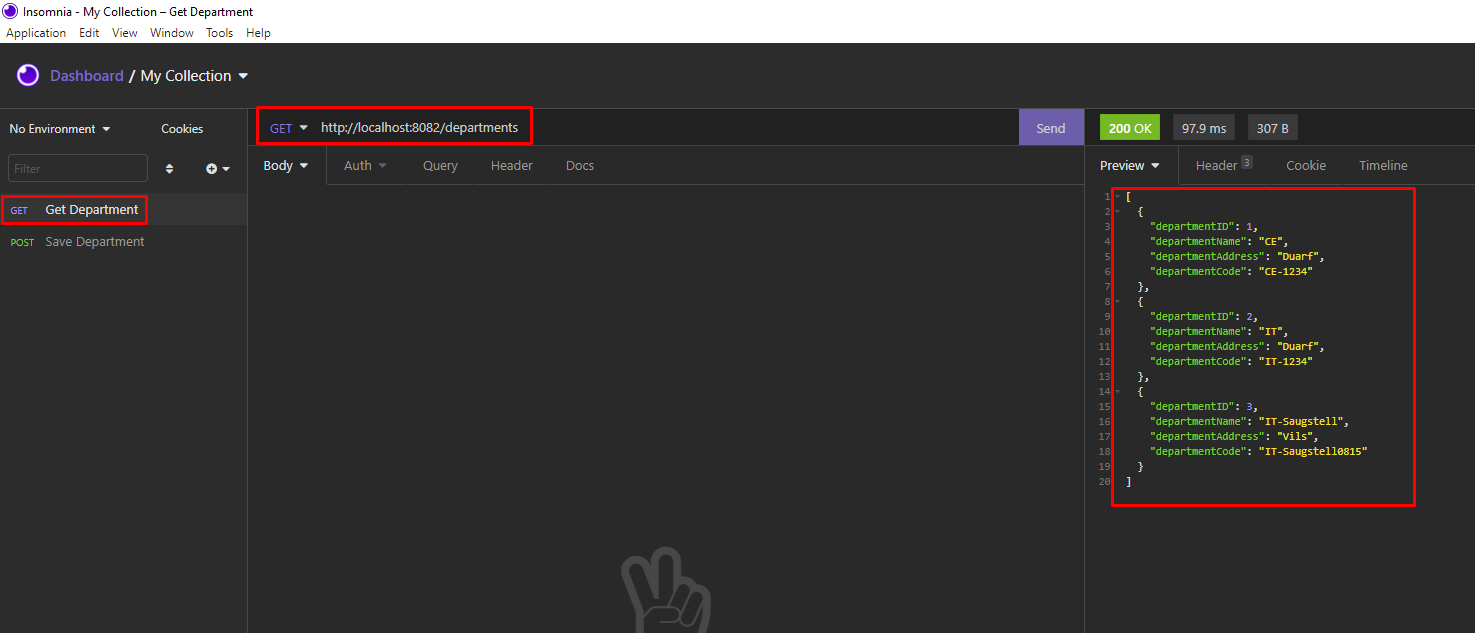 Insomnia - My Collection – Get Department
Application Edit View Window Tools Help
Dashboard / My Collection
No Environment Cookies
Filter
GET Get Department
POST Save Department
GET http://localhost:8082/departments Send
Body Auth Query Header Docs
200 OK 97.9 ms 307 B
Preview Header 3 Cookie Timeline
1 [
2 {
3 "departmentID": 1,
4 "departmentName": "CE",
5 "departmentAddress": "Duarf",
6 "departmentCode": "CE-1234"
7 },
8 {
9 "departmentID": 2,
10 "departmentName": "IT",
11 "departmentAddress": "Duarf",
12 "departmentCode": "IT-1234"
13 },
14 {
15 "departmentID": 3,
16 "departmentName": "IT-Saugstell",
17 "departmentAddress": "Vils",
18 "departmentCode": "IT-Saugstell0815"
19 }
20 ]